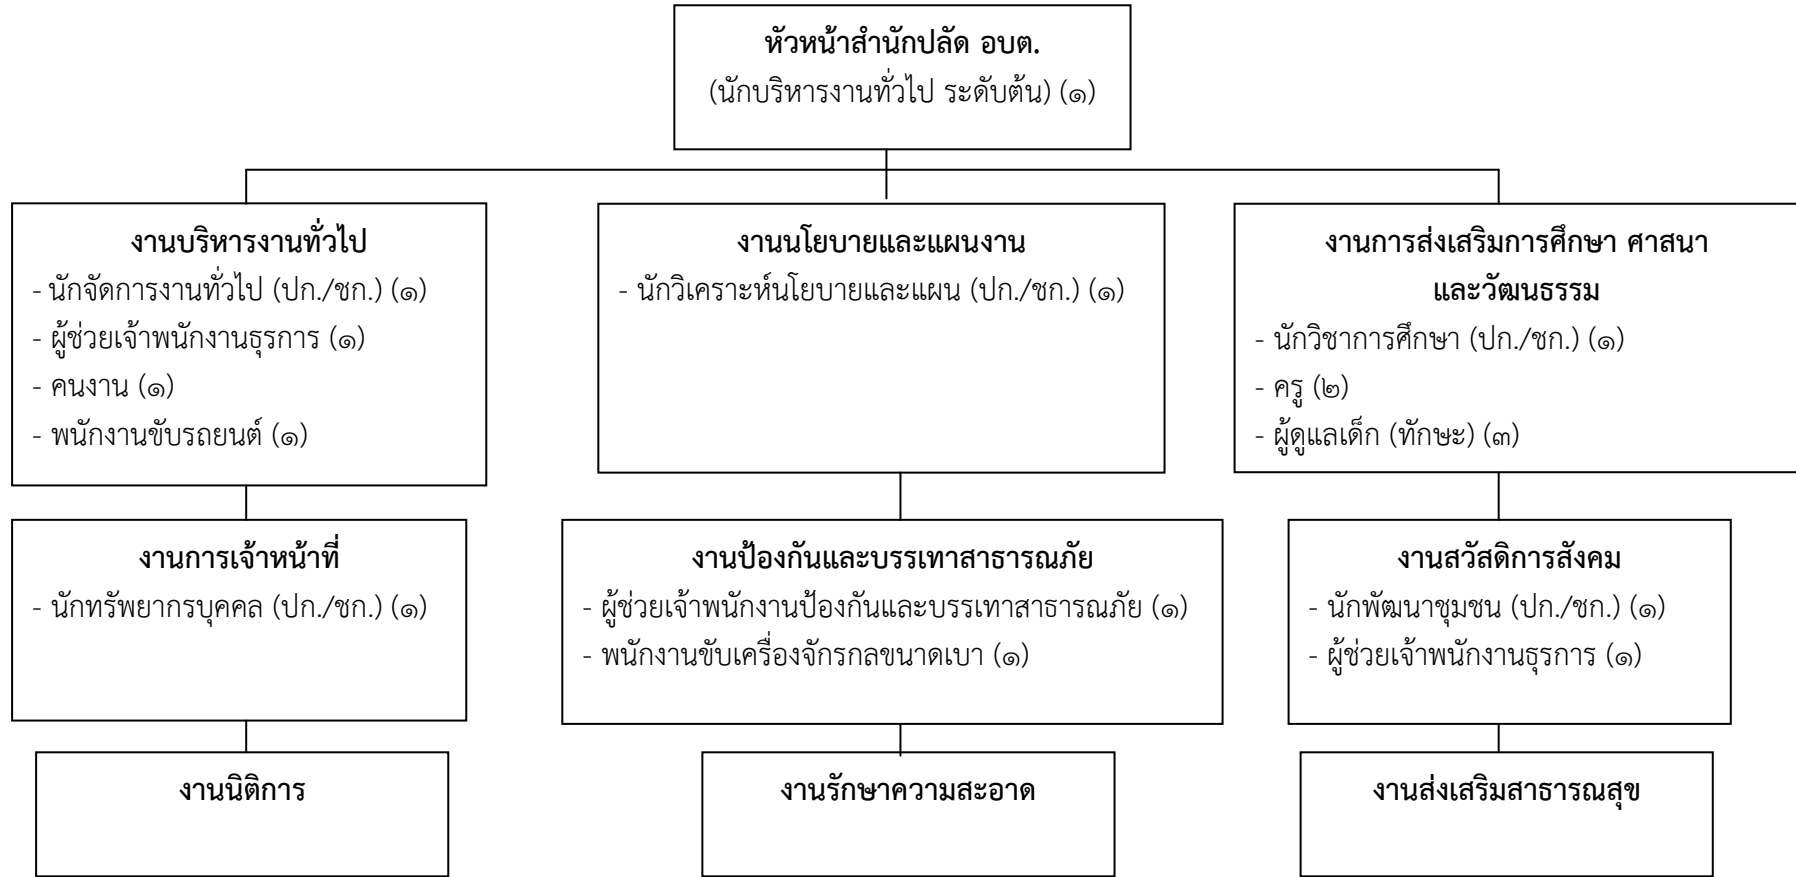 หัวหน้าสำนักปลัด อบต.
(นักบริหารงานทั่วไป ระดับต้น) (๑)
งานบริหารงานทั่วไป
- นักจัดการงานทั่วไป (ปก./ชก.) (๑)
- ผู้ช่วยเจ้าพนักงานธุรการ (๑)
- คนงาน (๑)
- พนักงานขับรถยนต์ (๑)
งานนโยบายและแผนงาน
- นักวิเคราะห์นโยบายและแผน (ปก./ชก.) (๑)
งานการส่งเสริมการศึกษา ศาสนา
และวัฒนธรรม
- นักวิชาการศึกษา (ปก./ชก.) (๑)
- ครู (๒)
- ผู้ดูแลเด็ก (ทักษะ) (๓)
งานการเจ้าหน้าที่
- นักทรัพยากรบุคคล (ปก./ชก.) (๑)
งานป้องกันและบรรเทาสาธารณภัย
- ผู้ช่วยเจ้าพนักงานป้องกันและบรรเทาสาธารณภัย (๑)
- พนักงานขับเครื่องจักรกลขนาดเบา (๑)
งานสวัสดิการสังคม
- นักพัฒนาชุมชน (ปก./ชก.) (๑)
- ผู้ช่วยเจ้าพนักงานธุรการ (๑)
งานนิติการ
งานรักษาความสะอาด
งานส่งเสริมสาธารณสุข